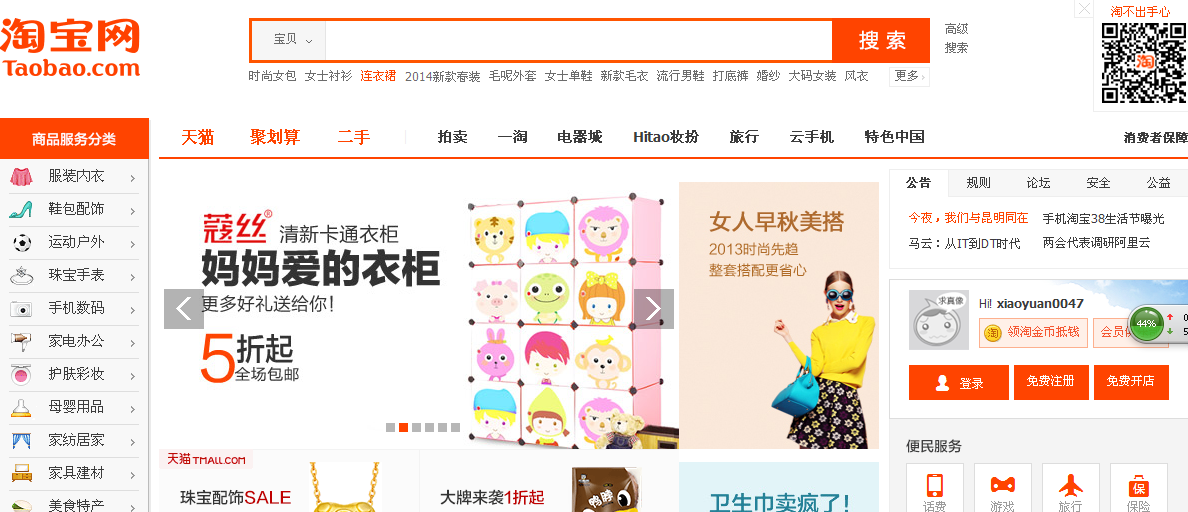 淘宝网
Taobao.com
宝贝
搜索
高级
搜索
淘不出手心
淘
时尚女包 女士衬衫 连衣裙 2014新款春装 毛呢外套 女士单鞋 新款毛衣 流行男鞋 打底裤 婚纱 大码女装 风衣
更多
商品服务分类
天猫 聚划算 二手 拍卖 一淘 电器城 Hitao妆扮 旅行 云手机 特色中国
消费者保障
服装内衣
鞋包配饰
运动户外
珠宝手表
手机数码
家电办公
护肤彩妆
母婴用品
家纺居家
家具建材
美食特产
蔻丝® 清新卡通衣柜
妈妈爱的衣柜
更多好礼送给你!
5折起
全场包邮
女人早秋美搭
2013时尚先趋
整套搭配更省心
天猫 TMALL.COM
珠宝配饰SALE
大牌来袭1折起
鸭脖
卫生巾卖疯了!
公告 规则 论坛 安全 公益
今夜，我们与昆明同在 手机淘宝38生活节曝光
马云：从IT到DT时代 两会代表调研阿里云
求真像
Hi! xiaoyuan0047
淘 领淘金币抵钱
会员
44%
登录
免费注册
免费开店
便民服务
保
话费 游戏 旅行 保险